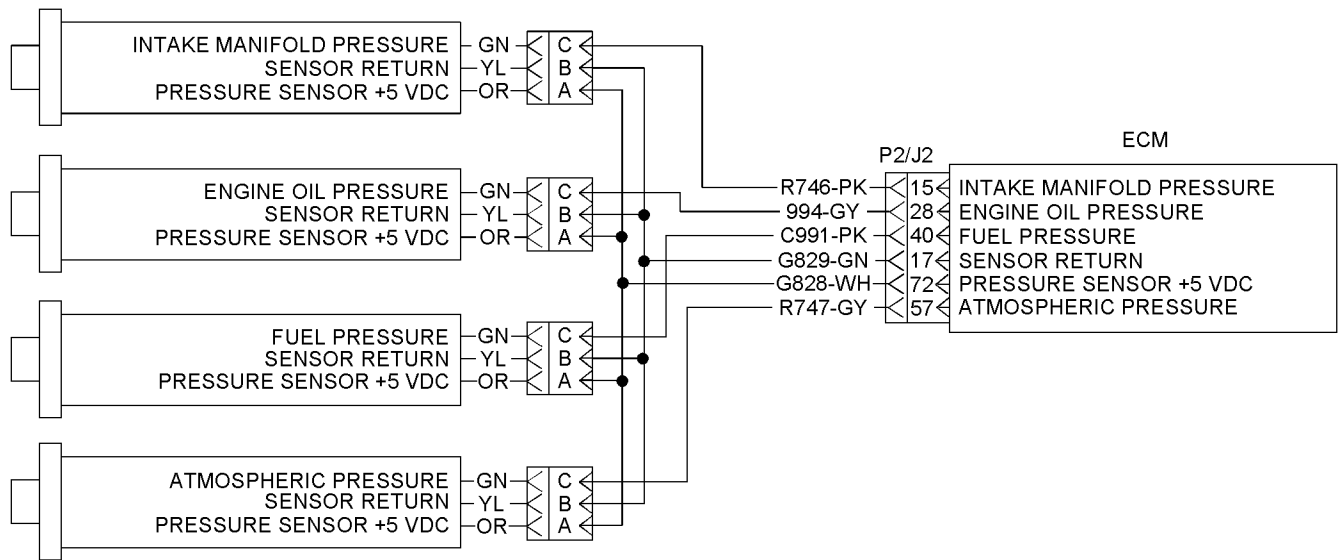 INTAKE MANIFOLD PRESSURE GN C
SENSOR RETURN YL B
PRESSURE SENSOR +5 VDC OR A
ENGINE OIL PRESSURE GN C
SENSOR RETURN YL B
PRESSURE SENSOR +5 VDC OR A
FUEL PRESSURE GN C
SENSOR RETURN YL B
PRESSURE SENSOR +5 VDC OR A
ATMOSPHERIC PRESSURE GN C
SENSOR RETURN YL B
PRESSURE SENSOR +5 VDC OR A
ECM
P2/J2
R746-PK 15 INTAKE MANIFOLD PRESSURE
994-GY 28 ENGINE OIL PRESSURE
C991-PK 40 FUEL PRESSURE
G829-GN 17 SENSOR RETURN
G828-WH 72 PRESSURE SENSOR +5 VDC
R747-GY 57 ATMOSPHERIC PRESSURE